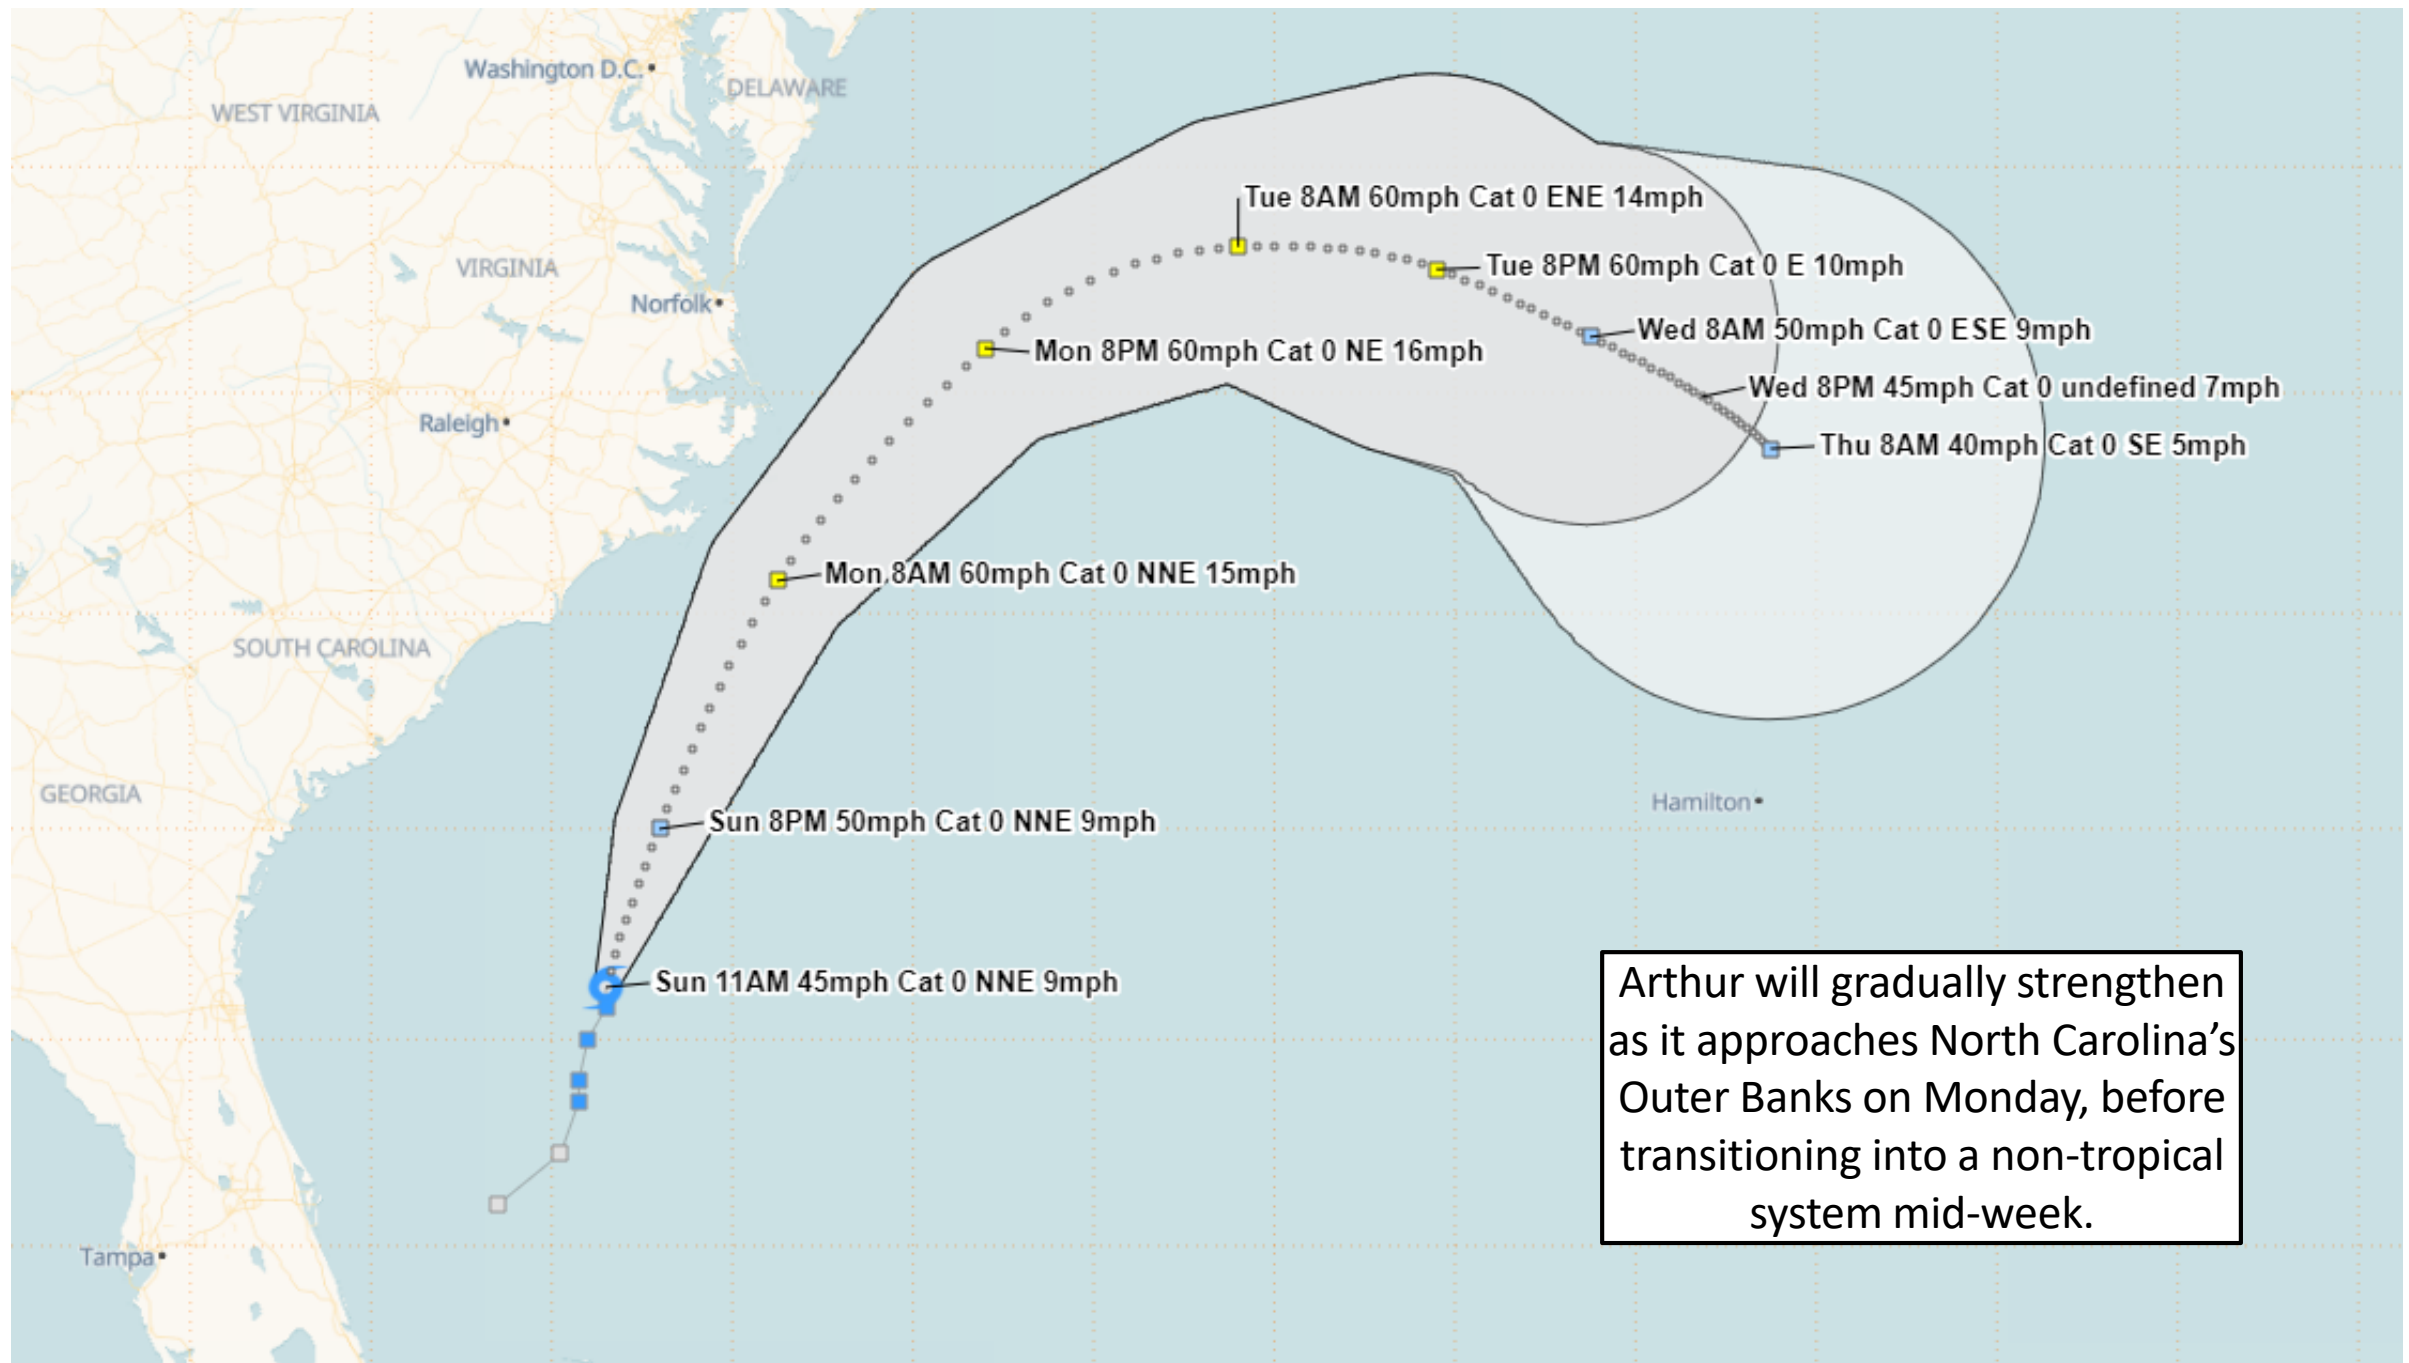 Washington D.C.
DELAWARE
WEST VIRGINIA
Tue 8AM 60mph Cat 0 ENE 14mph
VIRGINIA
Tue 8PM 60mph Cat 0 E 10mph
Norfolk
Wed 8AM 50mph Cat 0 ESE 9mph
Mon 8PM 60mph Cat 0 NE 16mph
Wed 8PM 45mph Cat 0 undefined 7mph
Raleigh
Thu 8AM 40mph Cat 0 SE 5mph
Mon 8AM 60mph Cat 0 NNE 15mph
SOUTH CAROLINA
GEORGIA
Hamilton
Sun 8PM 50mph Cat 0 NNE 9mph
Sun 11AM 45mph Cat 0 NNE 9mph
Arthur will gradually strengthen
as it approaches North Carolina’s
Outer Banks on Monday, before
transitioning into a non-tropical
system mid-week.
Tampa